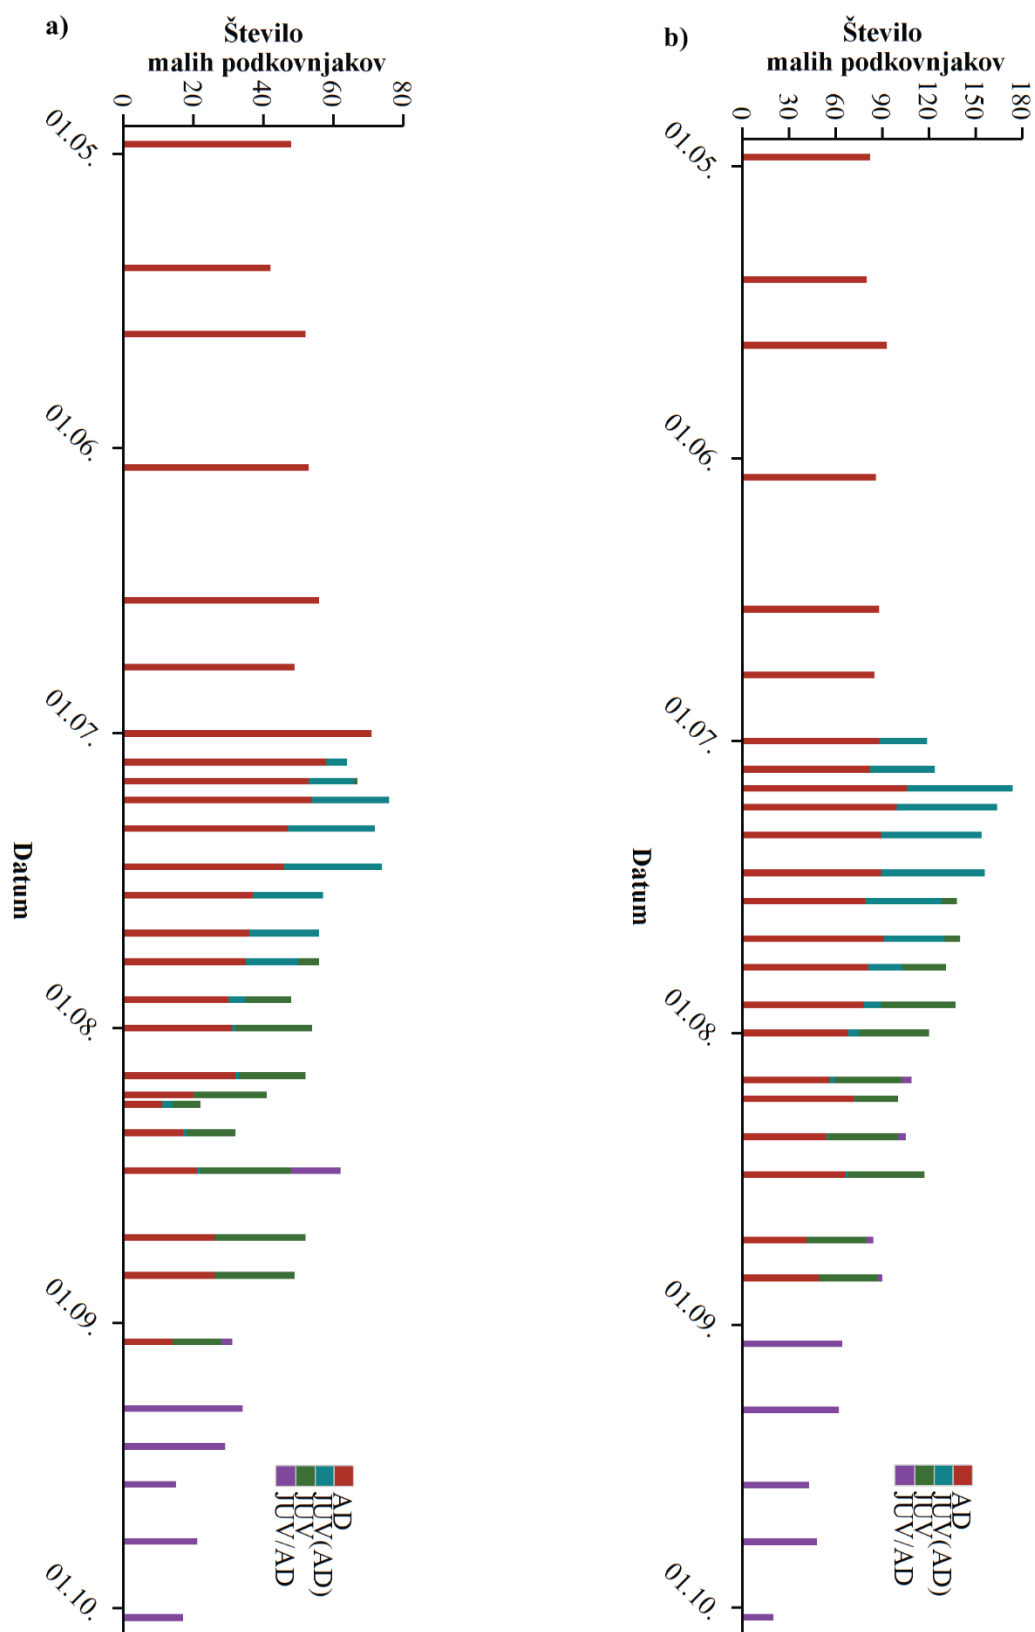 a)
Število
malih podkovnjakov
0
20
40
60
80
01.05.
01.06.
01.07.
01.08.
01.09.
01.10.
Datum
AD
JUV(AD)
JUV
JUV/AD
b)
Število
malih podkovnjakov
0
30
60
90
120
150
180
01.05.
01.06.
01.07.
01.08.
01.09.
01.10.
Datum
AD
JUV(AD)
JUV
JUV/AD